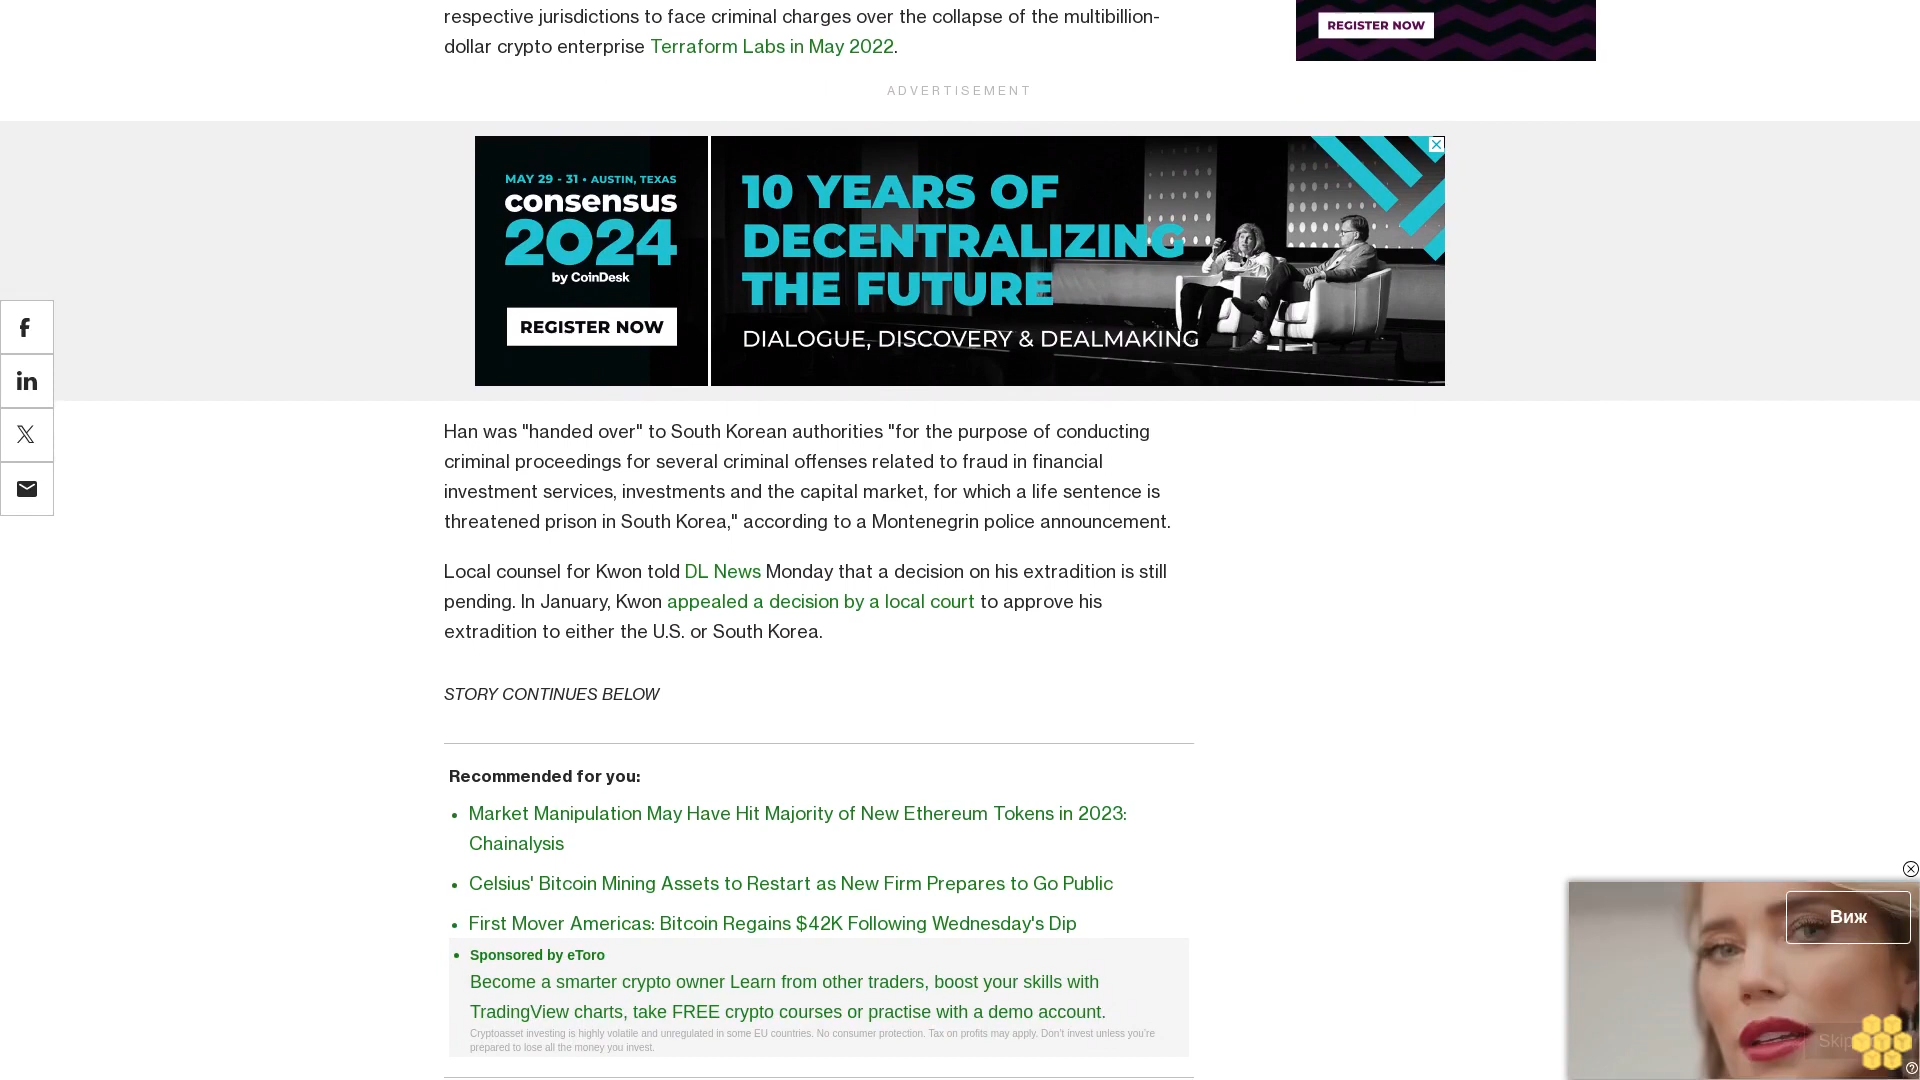 respective jurisdictions to face criminal charges over the collapse of the multibillion-
dollar crypto enterprise Terraform Labs in May 2022.
REGISTER NOW
ADVERTISEMENT
MAY 29 - 31 • AUSTIN, TEXAS
consensus
2024
by CoinDesk
REGISTER NOW
10 YEARS OF
DECENTRALIZING
THE FUTURE
DIALOGUE, DISCOVERY & DEALMAKING
Han was "handed over" to South Korean authorities "for the purpose of conducting
criminal proceedings for several criminal offenses related to fraud in financial
investment services, investments and the capital market, for which a life sentence is
threatened prison in South Korea," according to a Montenegrin police announcement.
Local counsel for Kwon told DL News Monday that a decision on his extradition is still
pending. In January, Kwon appealed a decision by a local court to approve his
extradition to either the U.S. or South Korea.
STORY CONTINUES BELOW
Recommended for you:
• Market Manipulation May Have Hit Majority of New Ethereum Tokens in 2023:
Chainalysis
• Celsius' Bitcoin Mining Assets to Restart as New Firm Prepares to Go Public
• First Mover Americas: Bitcoin Regains $42K Following Wednesday's Dip
• Sponsored by eToro
Become a smarter crypto owner Learn from other traders, boost your skills with
TradingView charts, take FREE crypto courses or practise with a demo account.
Cryptoasset investing is highly volatile and unregulated in some EU countries. No consumer protection. Tax on profits may apply. Don't invest unless you're
prepared to lose all the money you invest.
Виж
Skip